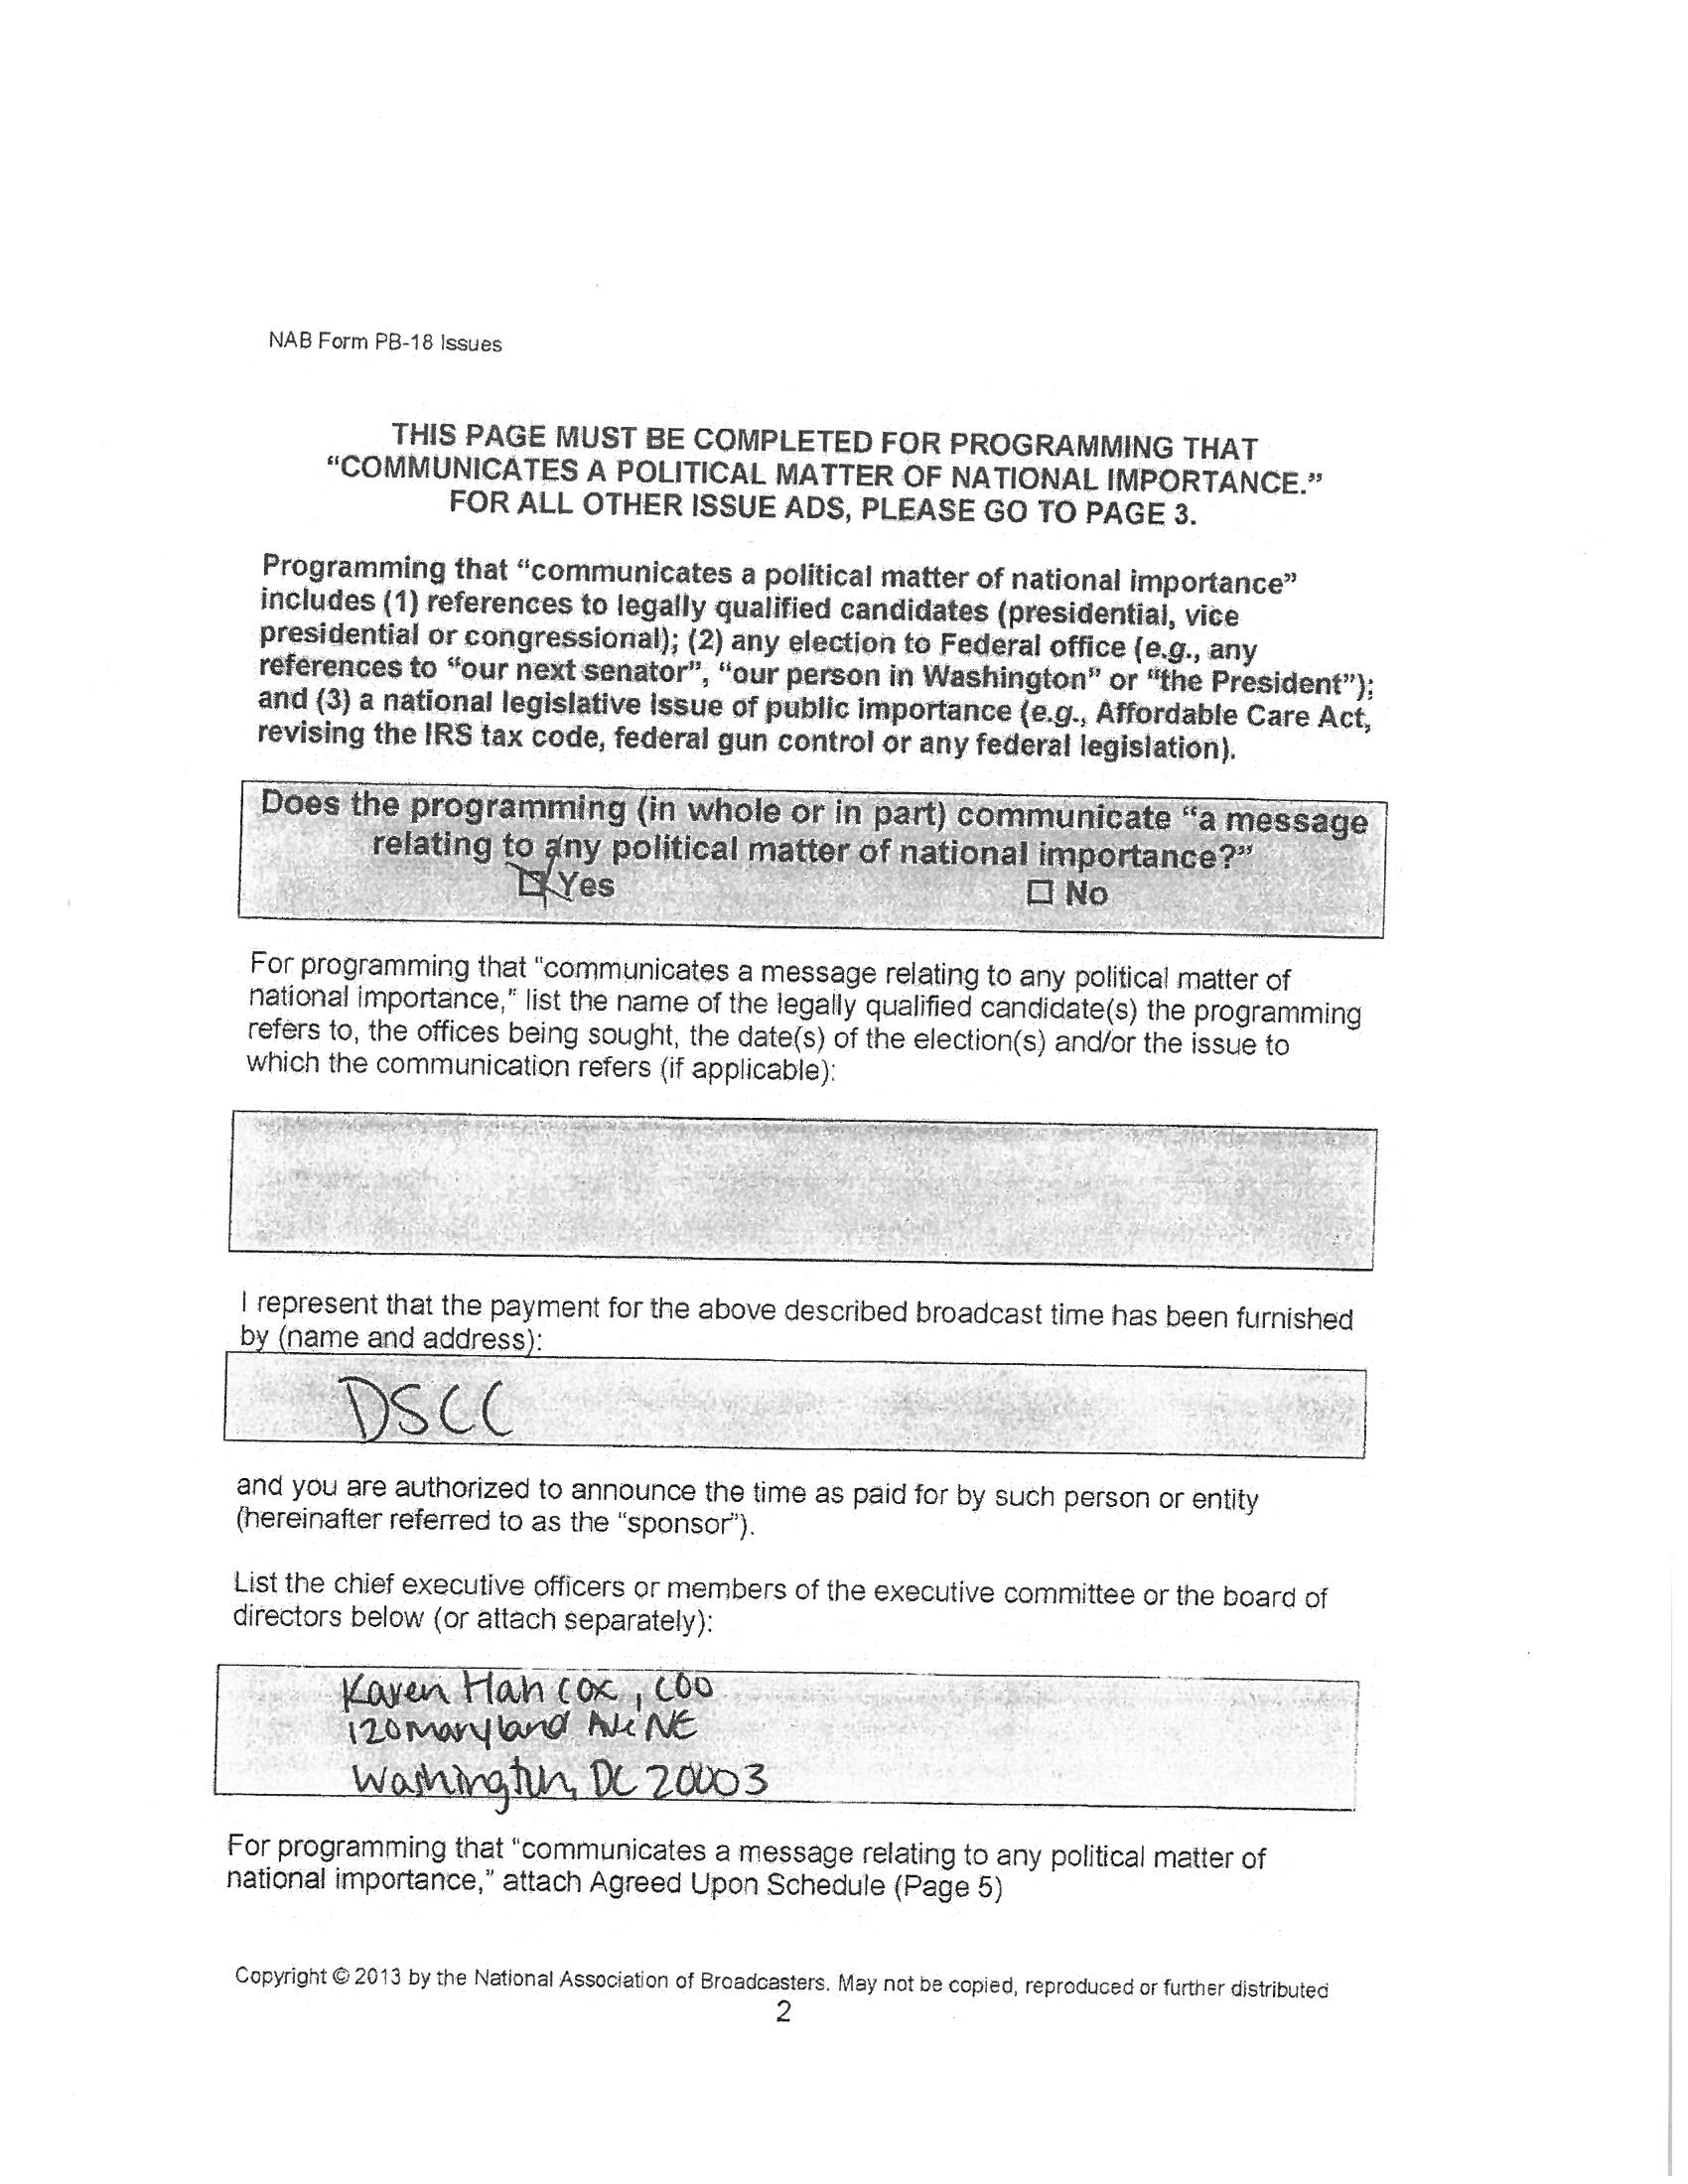 NAB Form PB-18 Issues
THIS PAGE MUST BE COMPLETED FOR PROGRAMMING THAT
“COMMUNICATES A POLITICAL MATTER OF NATIONAL IMPORTANCE.”
FOR ALL OTHER ISSUE ADS, PLEASE GO TO PAGE 3.
Programming that “communicates a political matter of national importance”
includes (1) references to legally qualified candidates (presidential, vice
presidential or congressional); (2) any election to Federal office (e.g., any
references to “our next senator”, “our person in Washington” or “the President”);
and (3) a national legislative issue of public importance (e.g., Affordable Care Act,
revising the IRS tax code, federal gun control or any federal legislation).
Does the programming (in whole or in part) communicate “a message
relating to any political matter of national importance?”
☒ Yes ☐ No
For programming that “communicates a message relating to any political matter of
national importance,” list the name of the legally qualified candidate(s) the programming
refers to, the offices being sought, the date(s) of the election(s) and/or the issue to
which the communication refers (if applicable):
I represent that the payment for the above described broadcast time has been furnished
by (name and address):
DSCC
and you are authorized to announce the time as paid for by such person or entity
(hereinafter referred to as the “sponsor”).
List the chief executive officers or members of the executive committee or the board of
directors below (or attach separately):
Karen Hancox, COO
120 Maryland Ave NE
Washington, DC 20003
For programming that “communicates a message relating to any political matter of
national importance,” attach Agreed Upon Schedule (Page 5)
Copyright © 2013 by the National Association of Broadcasters. May not be copied, reproduced or further distributed
2